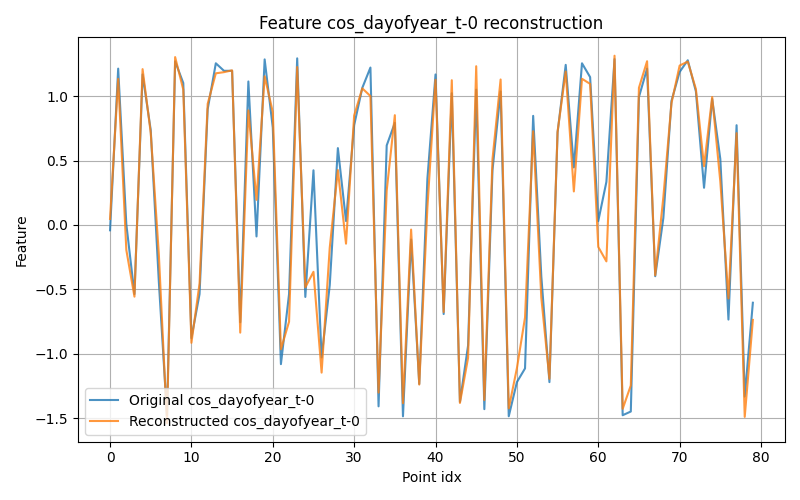 Feature cos_dayofyear_t-0 reconstruction
Feature
1.0
0.5
0.0
−0.5
−1.0
−1.5
Original cos_dayofyear_t-0
Reconstructed cos_dayofyear_t-0
0 10 20 30 40 50 60 70 80
Point idx